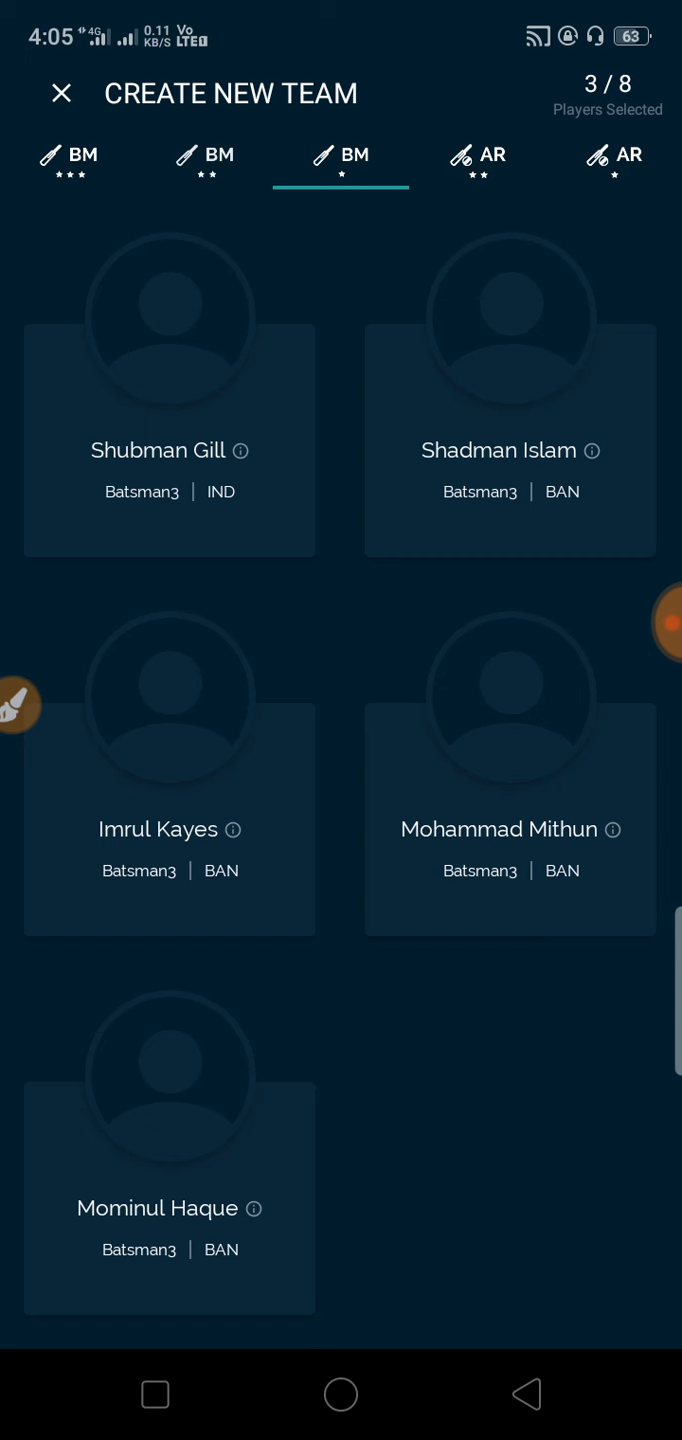 4:05 4G 0.11 KB/S Vo LTE1 63
CREATE NEW TEAM
3 / 8
Players Selected
BM BM BM AR AR
Shubman Gill Shadman Islam
Batsman3 | IND Batsman3 | BAN
Imrul Kayes Mohammad Mithun
Batsman3 | BAN Batsman3 | BAN
Mominul Haque
Batsman3 | BAN